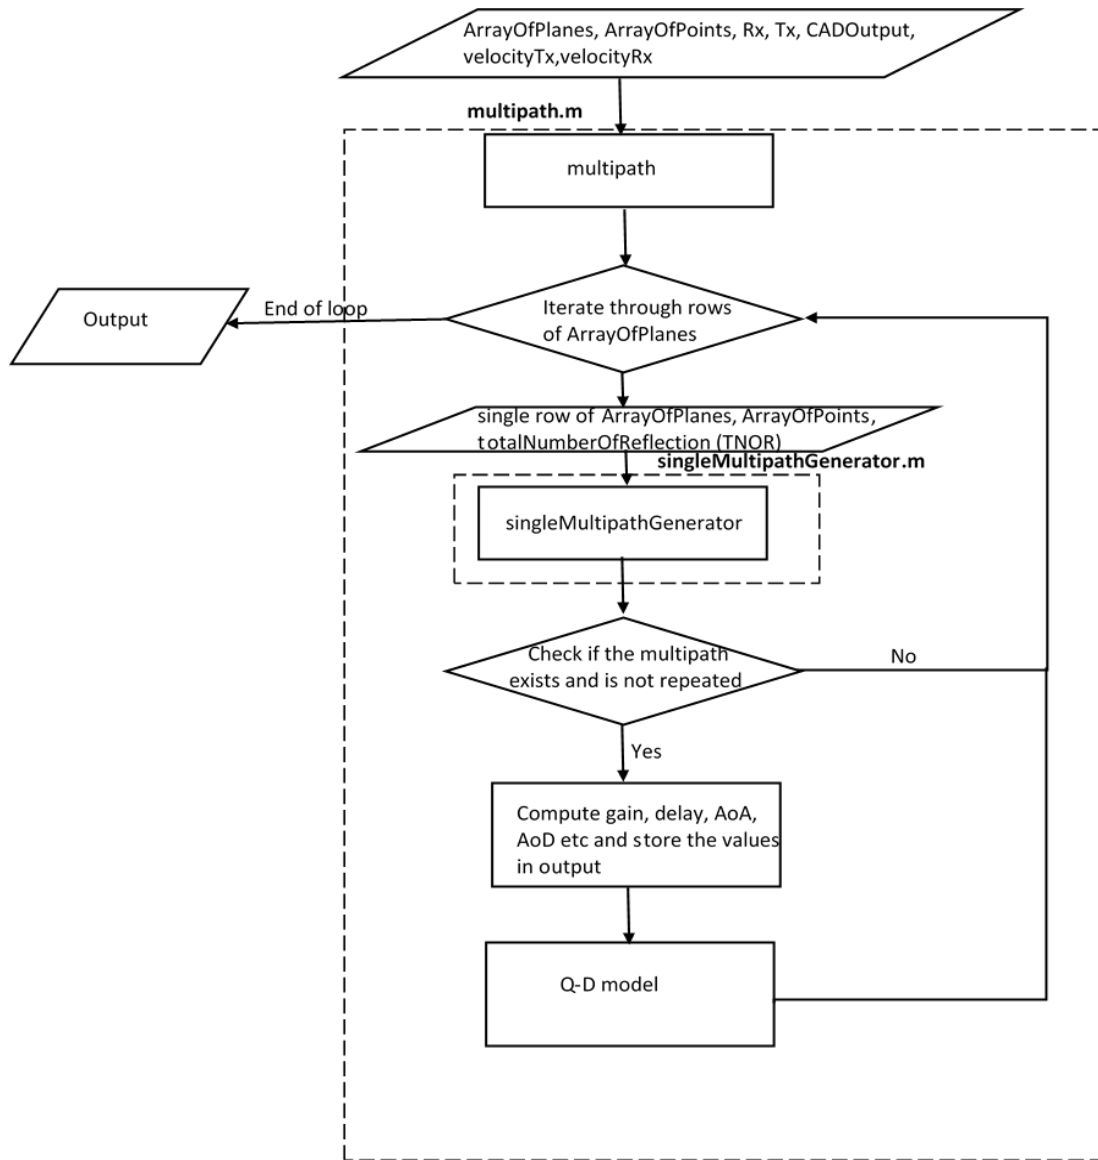 ArrayOfPlanes, ArrayOfPoints, Rx, Tx, CADOutput,
velocityTx,velocityRx
multipath.m
multipath
Iterate through rows
of ArrayOfPlanes
End of loop
Output
single row of ArrayOfPlanes, ArrayOfPoints,
totalNumberOfReflection (TNOR)
singleMultipathGenerator.m
singleMultipathGenerator
Check if the multipath
exists and is not repeated
No
Yes
Compute gain, delay, AoA,
AoD etc and store the values
in output
Q-D model